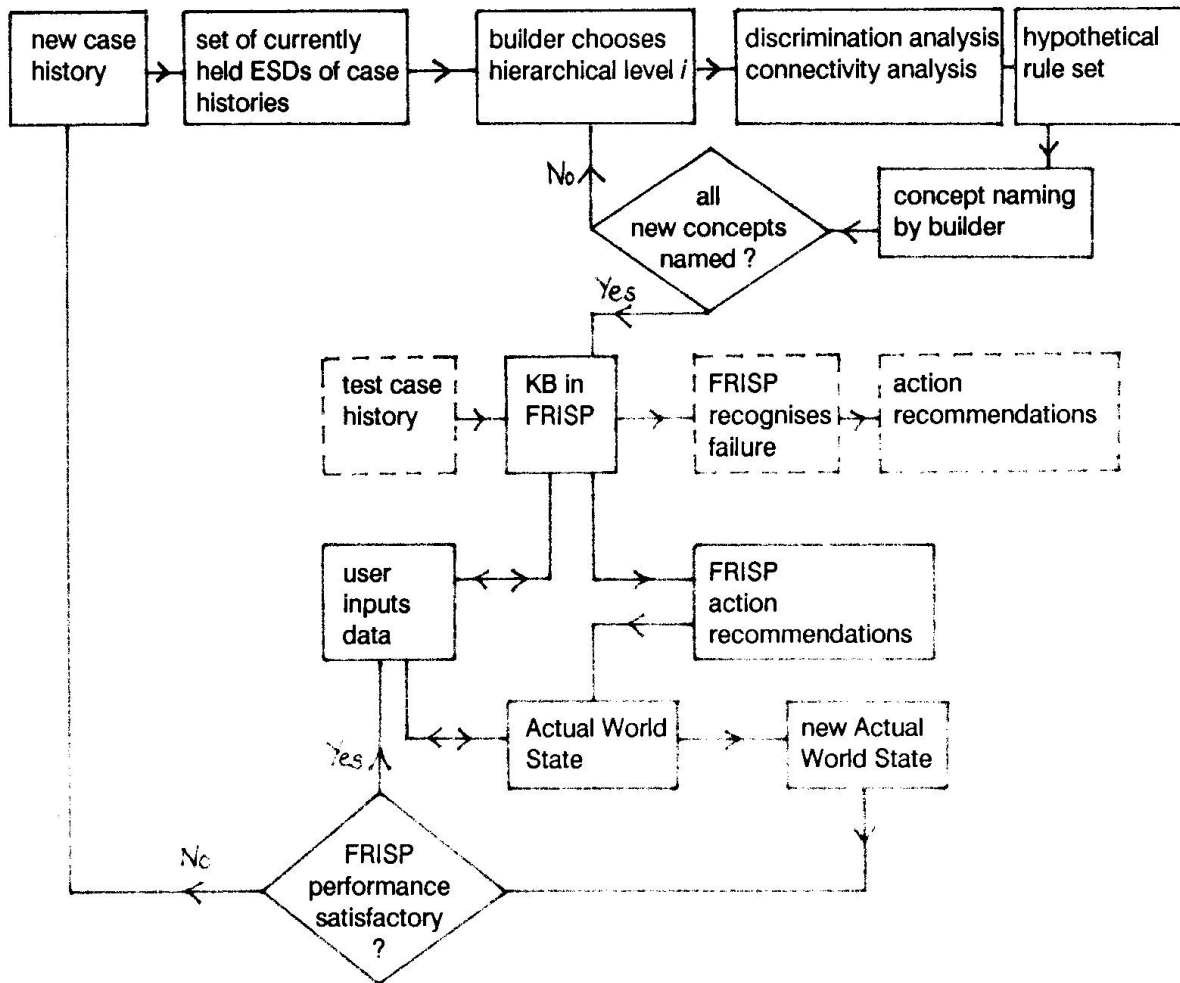 new case
history
set of currently
held ESDs of case
histories
builder chooses
hierarchical level i
discrimination analysis
connectivity analysis
hypothetical
rule set
No
all
new concepts
named ?
concept naming
by builder
Yes
test case
history
KB in
FRISP
FRISP
recognises
failure
action
recommendations
user
inputs
data
FRISP
action
recommendations
Actual World
State
new Actual
World State
Yes
No
FRISP
performance
satisfactory
?